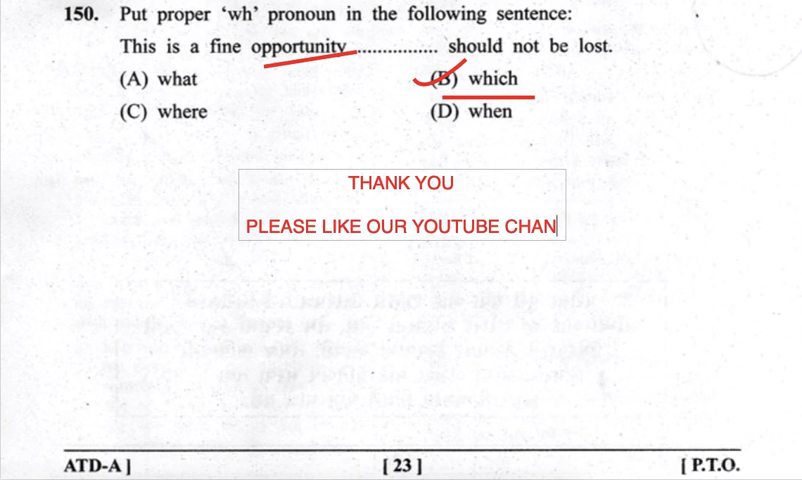 150. Put proper ‘wh’ pronoun in the following sentence:
This is a fine opportunity ............... should not be lost.
(A) what (B) which
(C) where (D) when
THANK YOU
PLEASE LIKE OUR YOUTUBE CHAN
ATD-A ] [ 23 ] [ P.T.O.